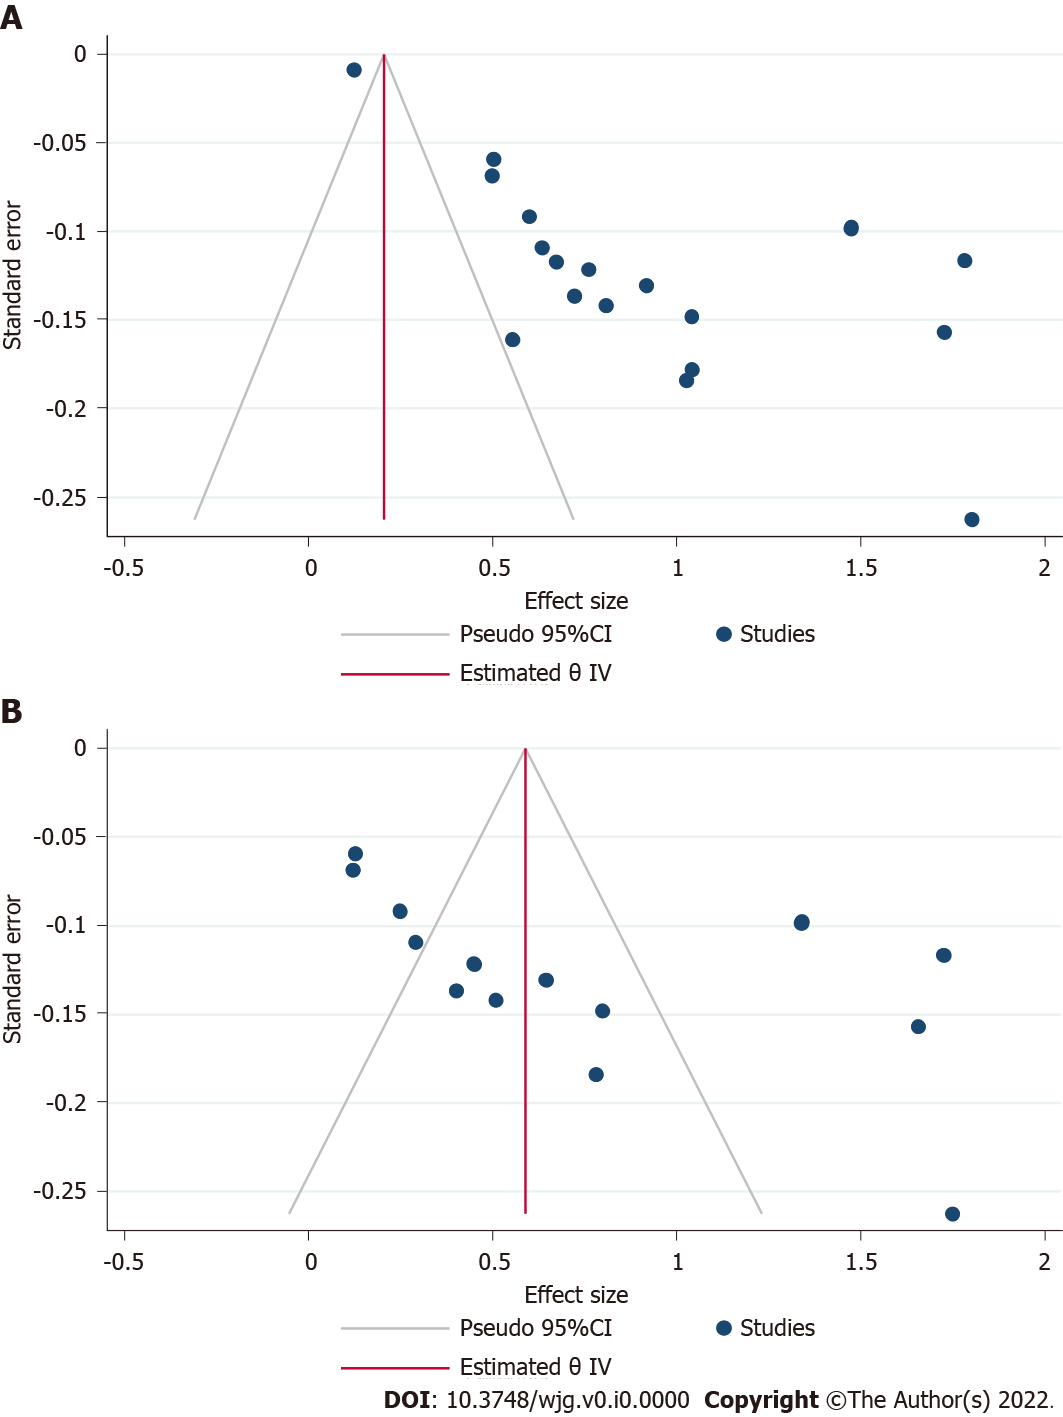 A
0
-0.05
-0.1
-0.15
-0.2
-0.25
Standard error
-0.5 0 0.5 1 1.5 2
Effect size
Pseudo 95%CI Studies
Estimated θ IV
B
0
-0.05
-0.1
-0.15
-0.2
-0.25
Standard error
-0.5 0 0.5 1 1.5 2
Effect size
Pseudo 95%CI Studies
Estimated θ IV
DOI: 10.3748/wjg.v0.i0.0000 Copyright ©The Author(s) 2022.